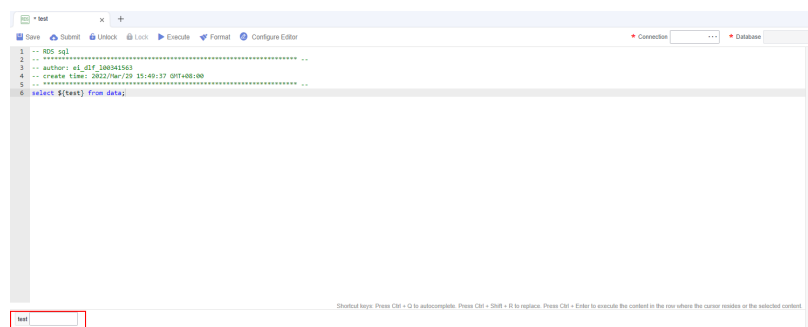 * test × +
Save Submit Unlock Lock Execute Format Configure Editor * Connection ... * Database
1 -- RDS sql
2 -- ******************************************************************** --
3 -- author: ei_dlf_l00341563
4 -- create time: 2022/Mar/29 15:49:37 GMT+08:00
5 -- ******************************************************************** --
6 select ${test} from data;
Shortcut keys: Press Ctrl + Q to autocomplete. Press Ctrl + Shift + R to replace. Press Ctrl + Enter to execute the content in the row where the cursor resides or the selected content.
test